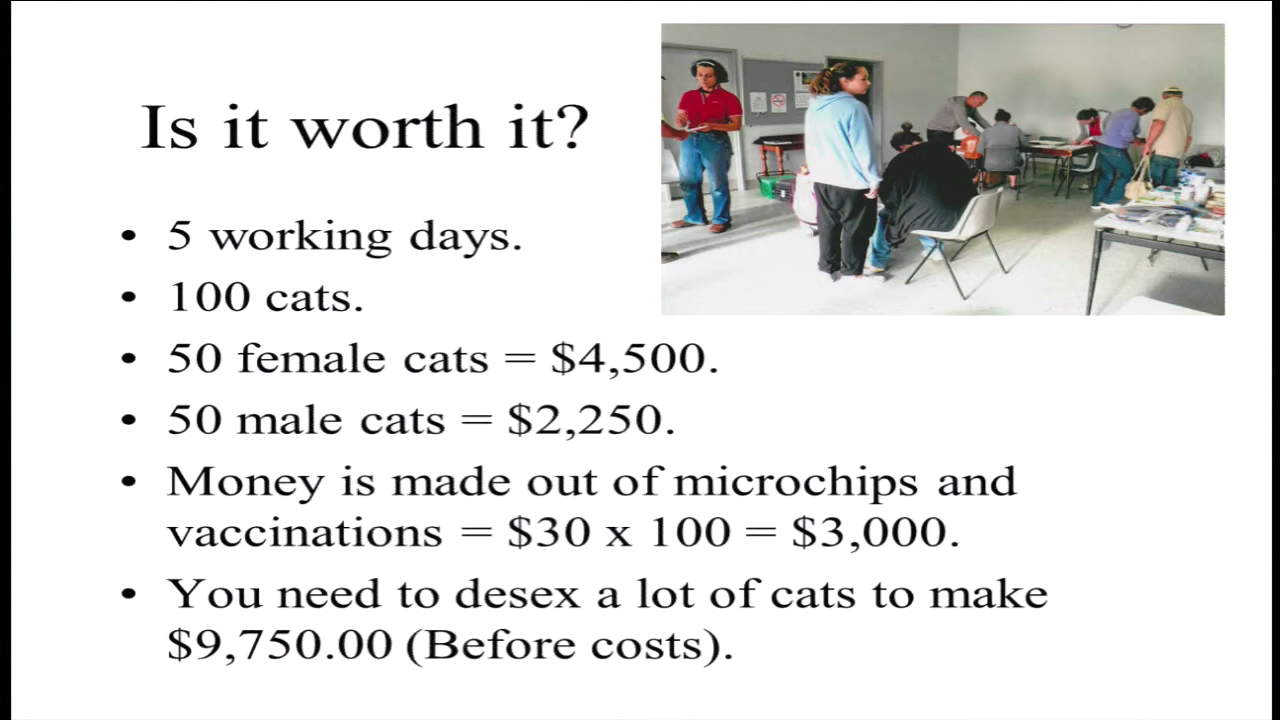 Is it worth it?
• 5 working days.
• 100 cats.
• 50 female cats = $4,500.
• 50 male cats = $2,250.
• Money is made out of microchips and
vaccinations = $30 x 100 = $3,000.
• You need to desex a lot of cats to make
$9,750.00 (Before costs).